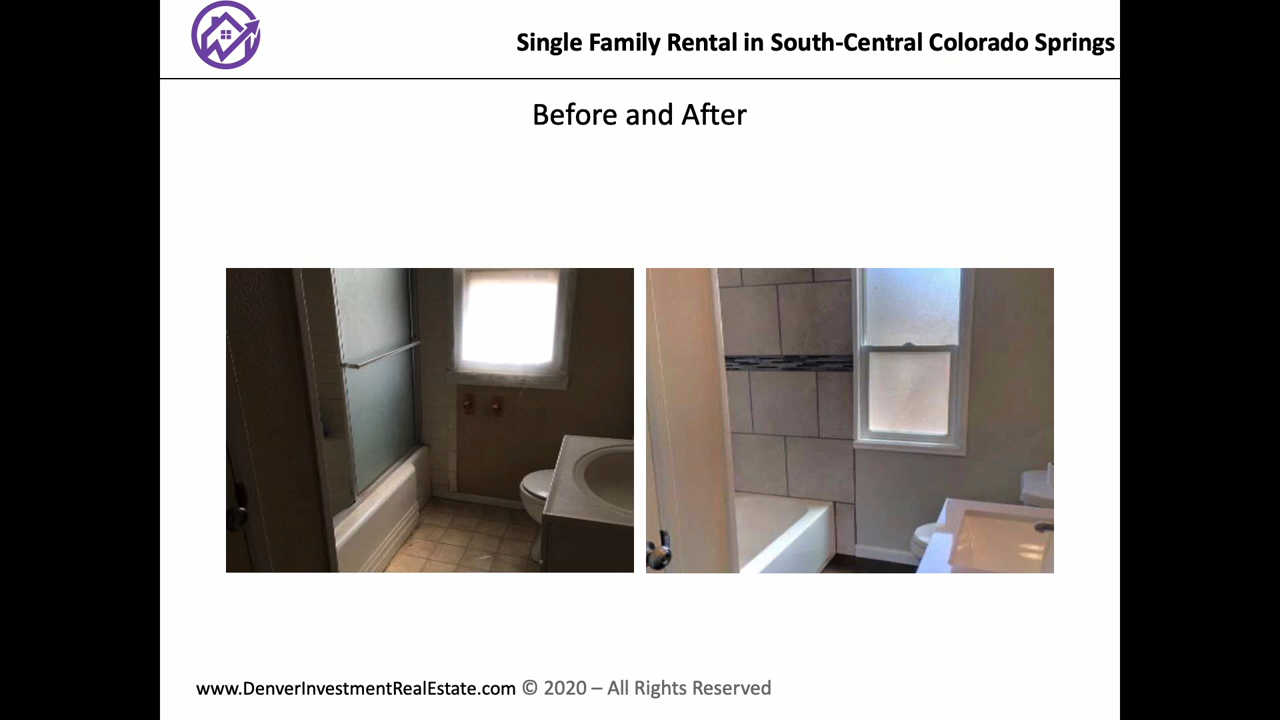 Single Family Rental in South-Central Colorado Springs
Before and After
www.DenverInvestmentRealEstate.com © 2020 – All Rights Reserved